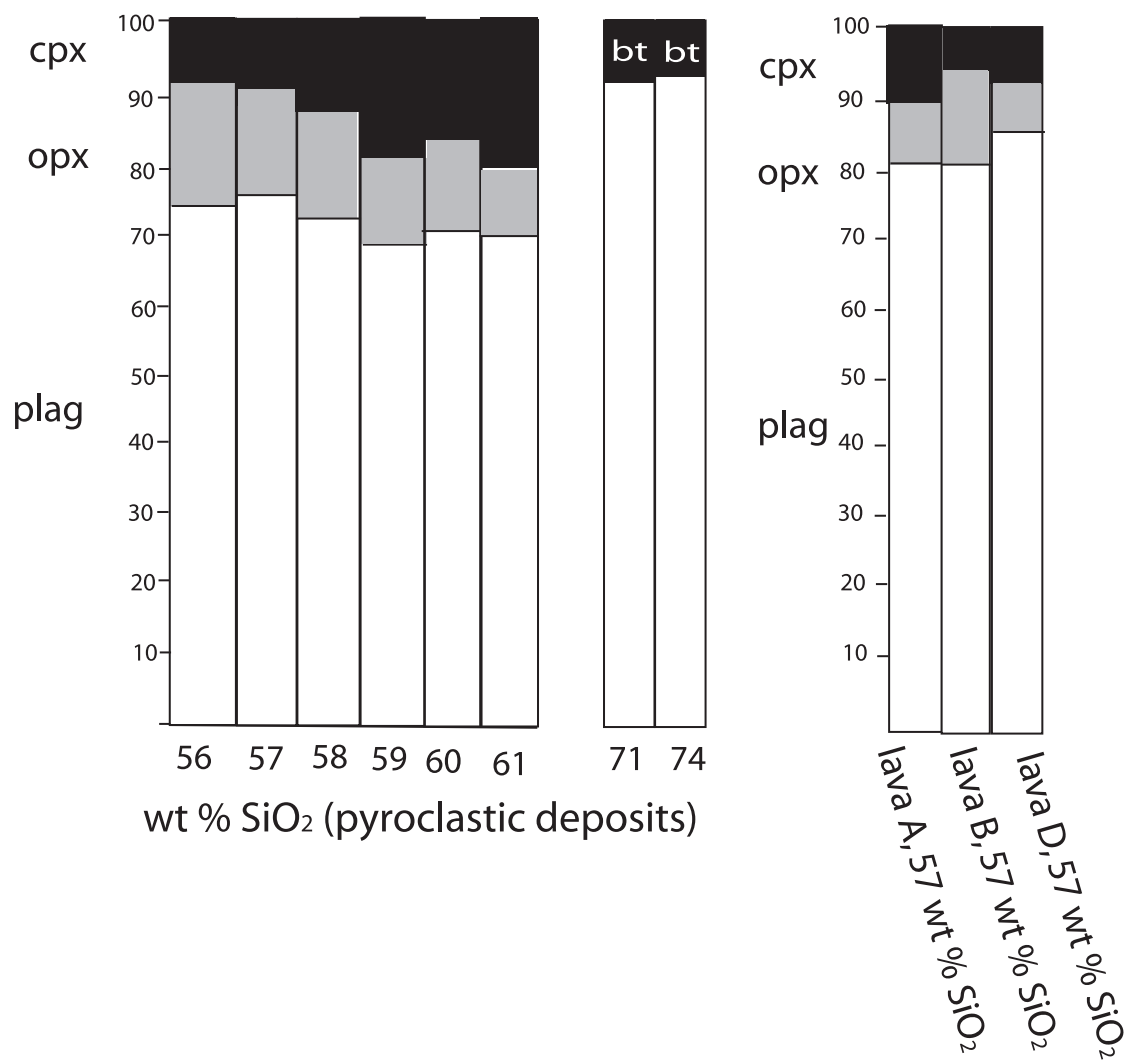 cpx
opx
plag
100
90
80
70
60
50
40
30
20
10
56 57 58 59 60 61
bt bt
71 74
wt % SiO₂ (pyroclastic deposits)
cpx
opx
plag
100
90
80
70
60
50
40
30
20
10
lava A, 57 wt % SiO₂
lava B, 57 wt % SiO₂
lava D, 57 wt % SiO₂